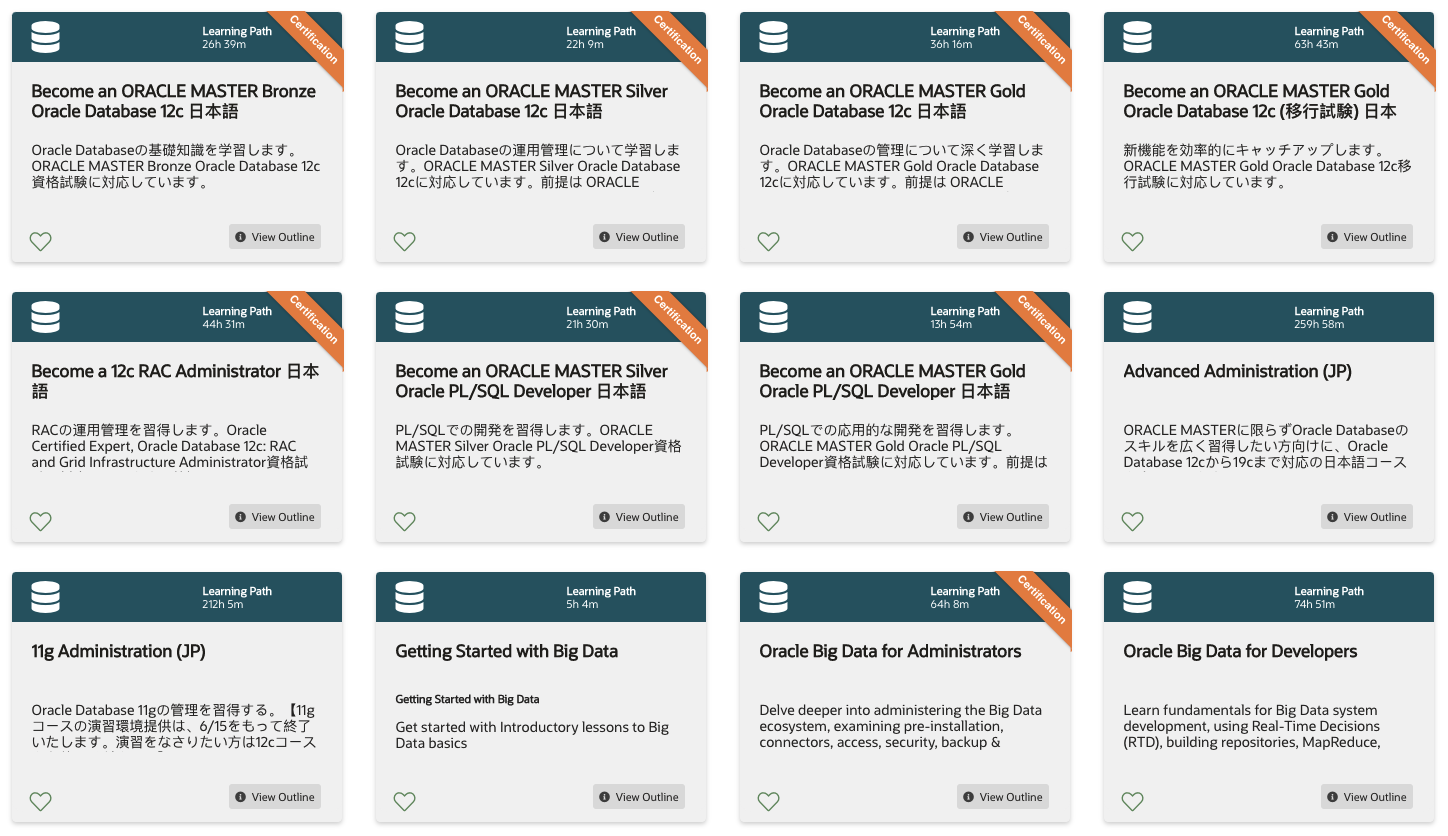 Learning Path
26h 39m
Certification
Become an ORACLE MASTER Bronze
Oracle Database 12c 日本語
Oracle Databaseの基礎知識を学習します。
ORACLE MASTER Bronze Oracle Database 12c
資格試験に対応しています。
View Outline
Learning Path
22h 9m
Certification
Become an ORACLE MASTER Silver
Oracle Database 12c 日本語
Oracle Databaseの運用管理について学習しま
す。ORACLE MASTER Silver Oracle Database
12cに対応しています。前提は ORACLE
View Outline
Learning Path
36h 16m
Certification
Become an ORACLE MASTER Gold
Oracle Database 12c 日本語
Oracle Databaseの管理について深く学習しま
す。ORACLE MASTER Gold Oracle Database
12cに対応しています。前提は ORACLE
View Outline
Learning Path
63h 43m
Certification
Become an ORACLE MASTER Gold
Oracle Database 12c (移行試験) 日本
新機能を効率的にキャッチアップします。
ORACLE MASTER Gold Oracle Database 12c移
行試験に対応しています。
View Outline
Learning Path
44h 31m
Certification
Become a 12c RAC Administrator 日本
語
RACの運用管理を習得します。Oracle
Certified Expert, Oracle Database 12c: RAC
and Grid Infrastructure Administrator資格試
View Outline
Learning Path
21h 30m
Certification
Become an ORACLE MASTER Silver
Oracle PL/SQL Developer 日本語
PL/SQLでの開発を習得します。ORACLE
MASTER Silver Oracle PL/SQL Developer資格
試験に対応しています。
View Outline
Learning Path
13h 54m
Certification
Become an ORACLE MASTER Gold
Oracle PL/SQL Developer 日本語
PL/SQLでの応用的な開発を習得します。
ORACLE MASTER Gold Oracle PL/SQL
Developer資格試験に対応しています。前提は
View Outline
Learning Path
259h 58m
Advanced Administration (JP)
ORACLE MASTERに限らずOracle Databaseの
スキルを広く習得したい方向けに、Oracle
Database 12cから19cまで対応の日本語コース
View Outline
Learning Path
212h 5m
11g Administration (JP)
Oracle Database 11gの管理を習得する。【11g
コースの演習環境提供は、6/15をもって終了
いたします。演習をなさりたい方は12cコース
View Outline
Learning Path
5h 4m
Getting Started with Big Data
Getting Started with Big Data
Get started with Introductory lessons to Big
Data basics
View Outline
Learning Path
64h 8m
Certification
Oracle Big Data for Administrators
Delve deeper into administering the Big Data
ecosystem, examining pre-installation,
connectors, access, security, backup &
View Outline
Learning Path
74h 51m
Oracle Big Data for Developers
Learn fundamentals for Big Data system
development, using Real-Time Decisions
(RTD), building repositories, MapReduce,
View Outline